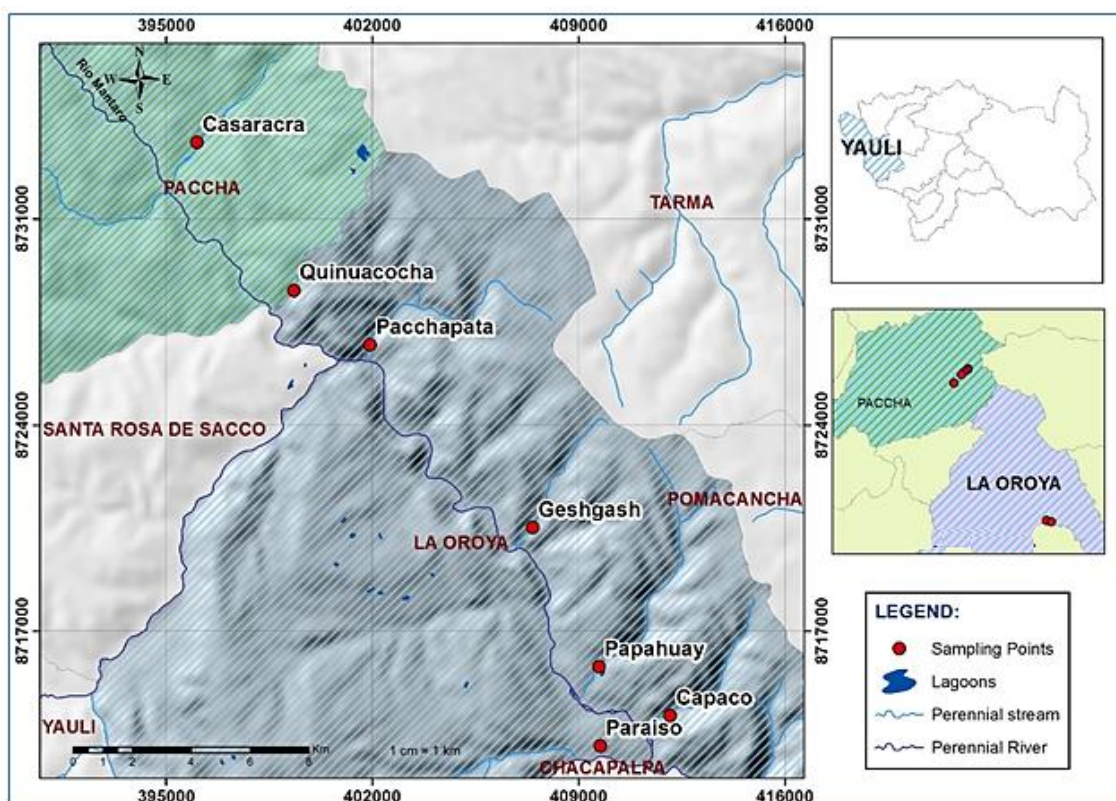 395000 402000 409000 416000
Río Mantaro
N
W E
S
Casaracra
PACCHA
TARMA
8731000
8731000
Quinuacocha
Pacchapata
8724000
8724000
SANTA ROSA DE SACCO
POMACANCHA
Geshgash
LA OROYA
8717000
8717000
Papahuay
Capaco
Paraiso
YAULI
CHACAPALPA
Km
0 1 2 4 6 8
1 cm = 1 km
395000 402000 409000 416000
YAULI
PACCHA
LA OROYA
LEGEND:
Sampling Points
Lagoons
Perennial stream
Perennial River